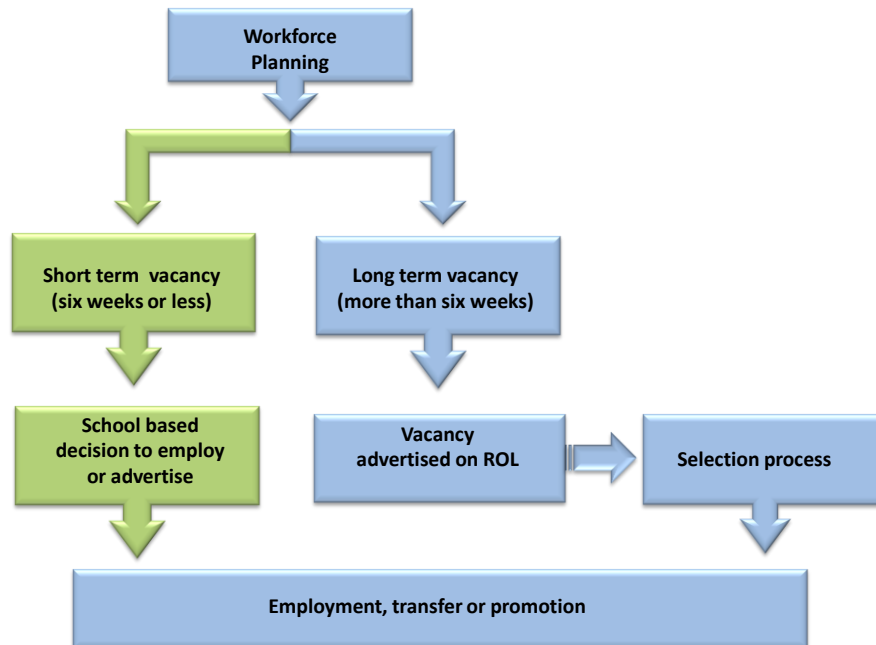 Workforce
Planning
Short term vacancy
(six weeks or less)
Long term vacancy
(more than six weeks)
School based
decision to employ
or advertise
Vacancy
advertised on ROL
Selection process
Employment, transfer or promotion